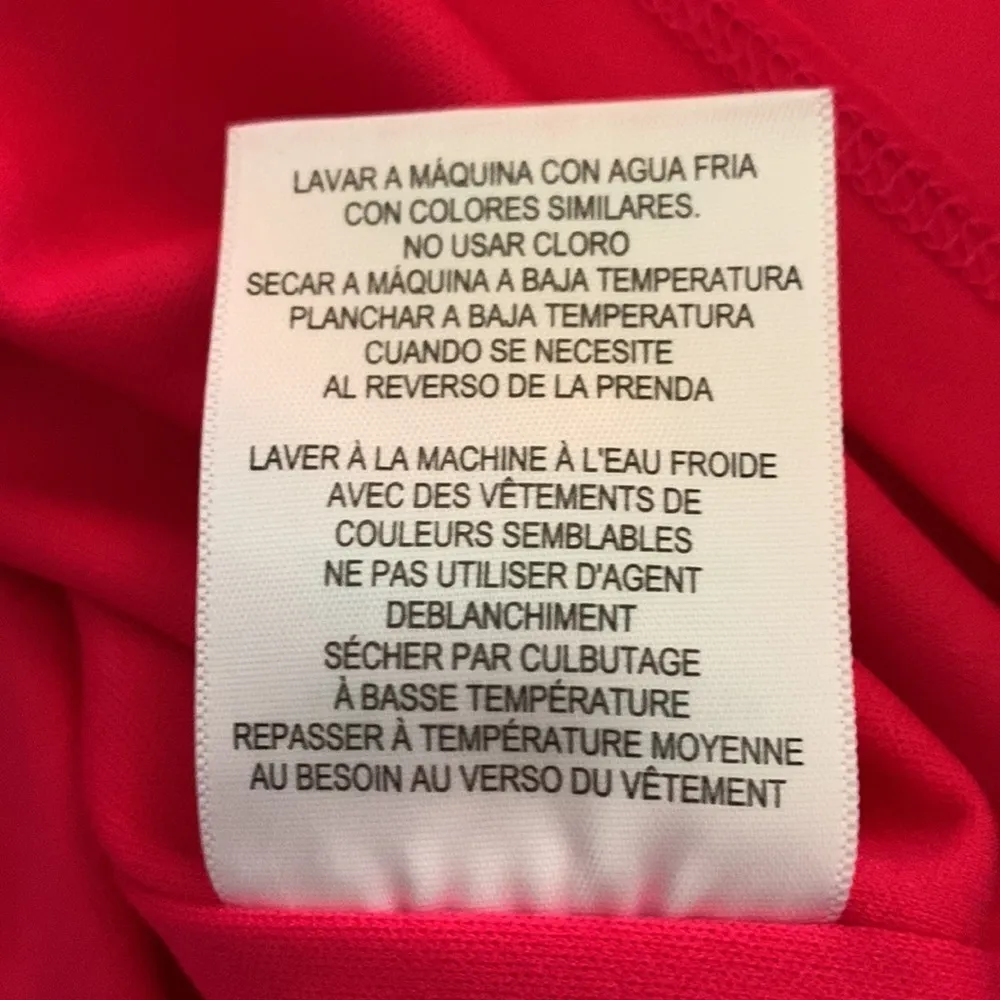 LAVAR A MÁQUINA CON AGUA FRIA
CON COLORES SIMILARES.
NO USAR CLORO
SECAR A MÁQUINA A BAJA TEMPERATURA
PLANCHAR A BAJA TEMPERATURA
CUANDO SE NECESITE
AL REVERSO DE LA PRENDA
LAVER À LA MACHINE À L'EAU FROIDE
AVEC DES VÊTEMENTS DE
COULEURS SEMBLABLES
NE PAS UTILISER D'AGENT
DEBLANCHIMENT
SÉCHER PAR CULBUTAGE
À BASSE TEMPÉRATURE
REPASSER À TEMPÉRATURE MOYENNE
AU BESOIN AU VERSO DU VÊTEMENT